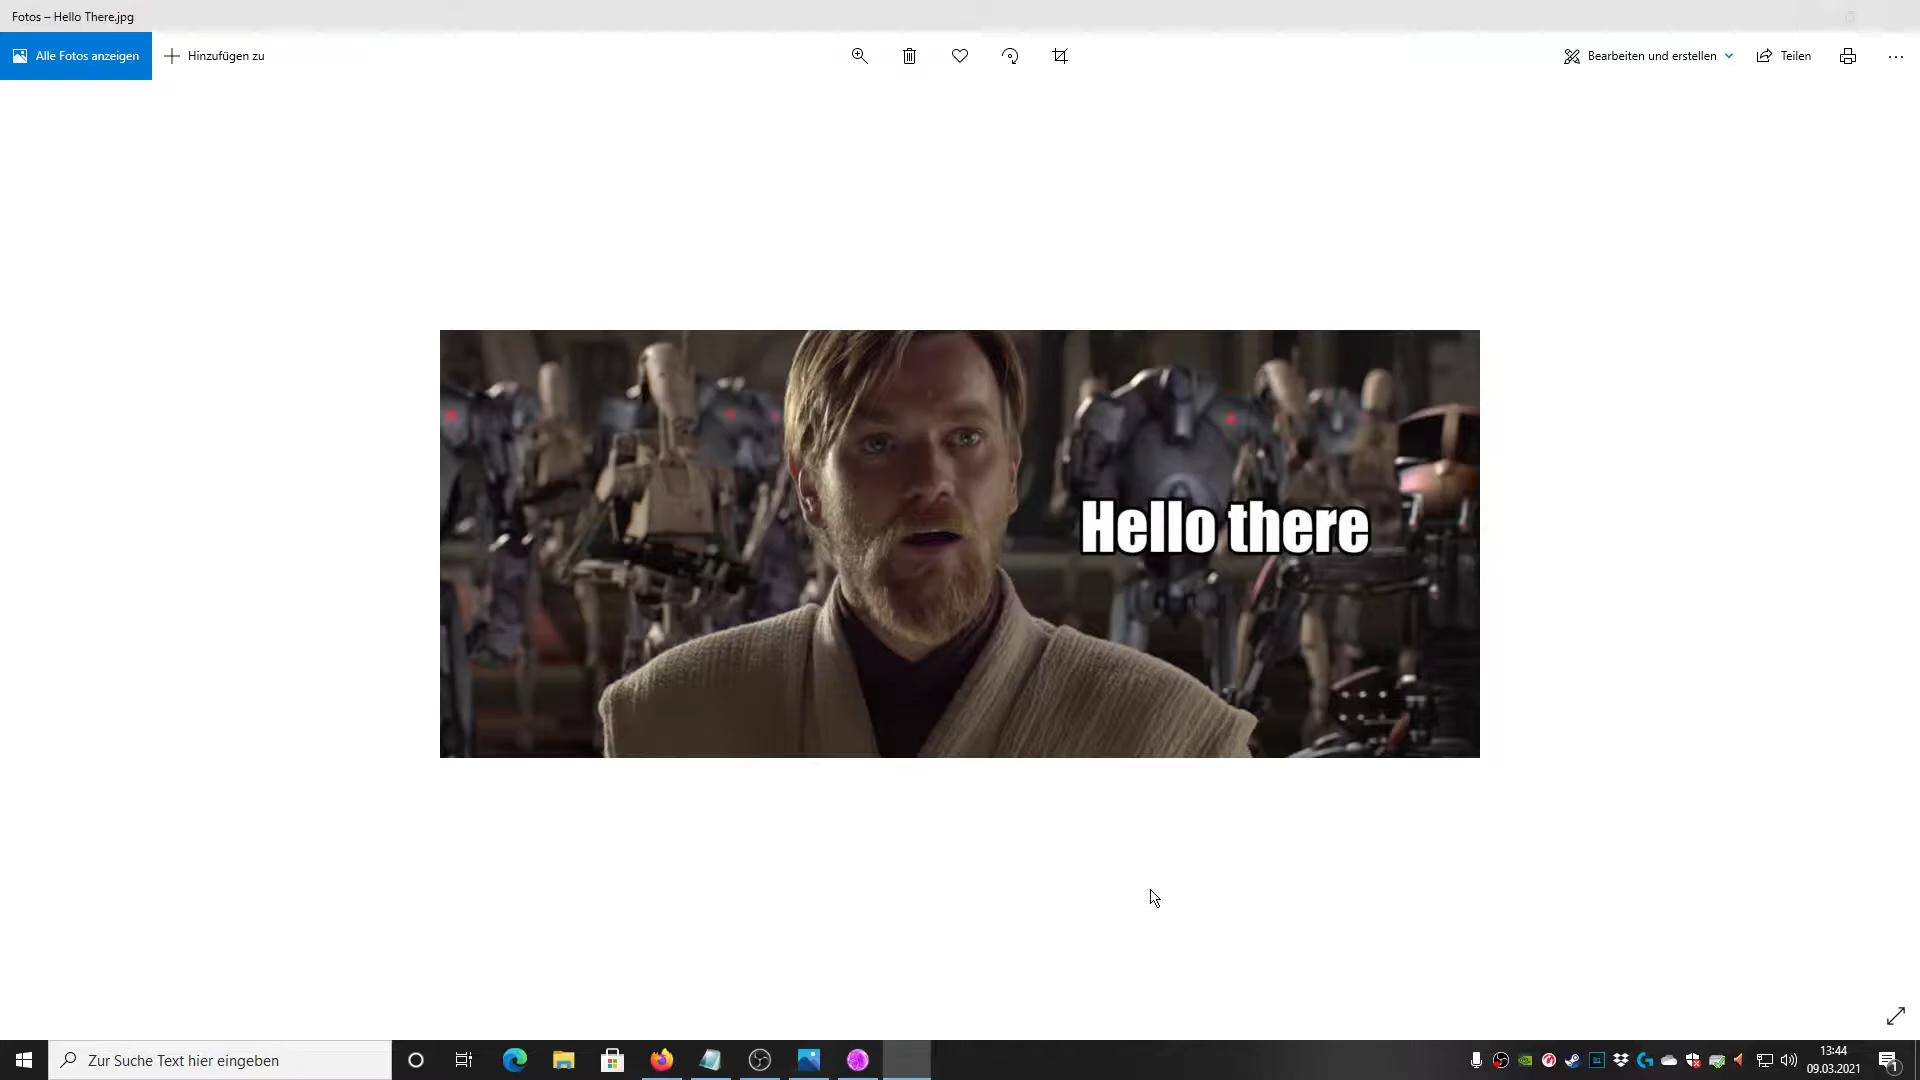 Fotos – Hello There.jpg
Alle Fotos anzeigen
Hinzufügen zu
Bearbeiten und erstellen
Teilen
Hello there
Zur Suche Text hier eingeben
13:44
09.03.2021
1